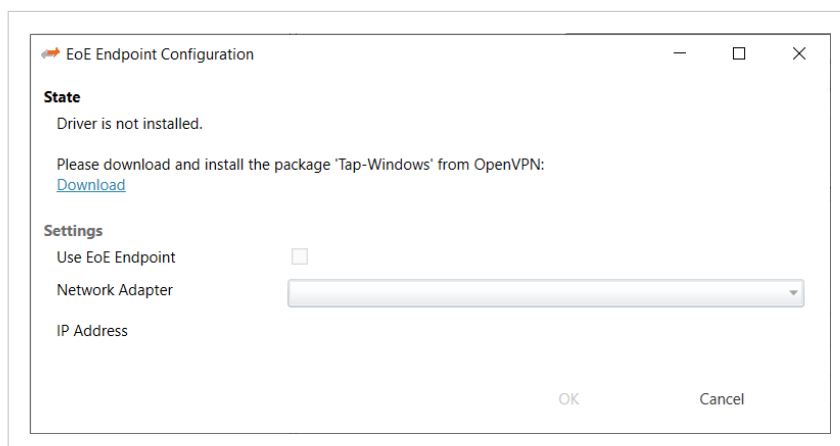 EoE Endpoint Configuration
State
Driver is not installed.
Please download and install the package 'Tap-Windows' from OpenVPN:
Download
Settings
Use EoE Endpoint
Network Adapter
IP Address
OK Cancel